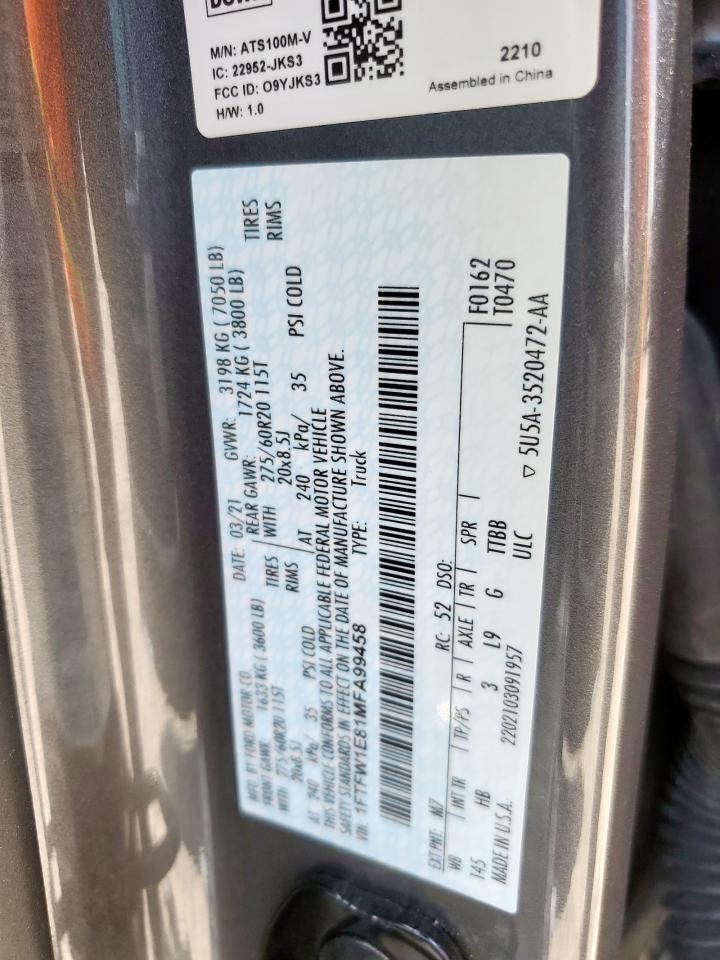 M/N: ATS100M-V
IC: 22952-JKS3
FCC ID: O9YJKS3
H/W: 1.0
2210
Assembled in China
MFD. BY FORD MOTOR CO.
DATE: 03/21 GVWR: 3198 KG ( 7050 LB)
FRONT GAWR: 1633 KG ( 3600 LB) REAR GAWR: 1724 KG ( 3800 LB)
WITH 275/60R20 115T TIRES WITH 275/60R20 115T TIRES
20x8.5J RIMS 20x8.5J RIMS
AT 240 kPa/ 35 PSI COLD AT 240 kPa/ 35 PSI COLD
THIS VEHICLE CONFORMS TO ALL APPLICABLE FEDERAL MOTOR VEHICLE
SAFETY STANDARDS IN EFFECT ON THE DATE OF MANUFACTURE SHOWN ABOVE.
VIN: 1FTFW1E81MFA99458 TYPE: Truck
F0162
T0470
EXT PNT: M7 RC: 52 DSO:
WB INT TR TP/PS R AXLE TR SPR
145 HB 3 L9 G TTBB
MADE IN U.S.A. 2202103091957 ULC
▽ 5U5A-3520472-AA